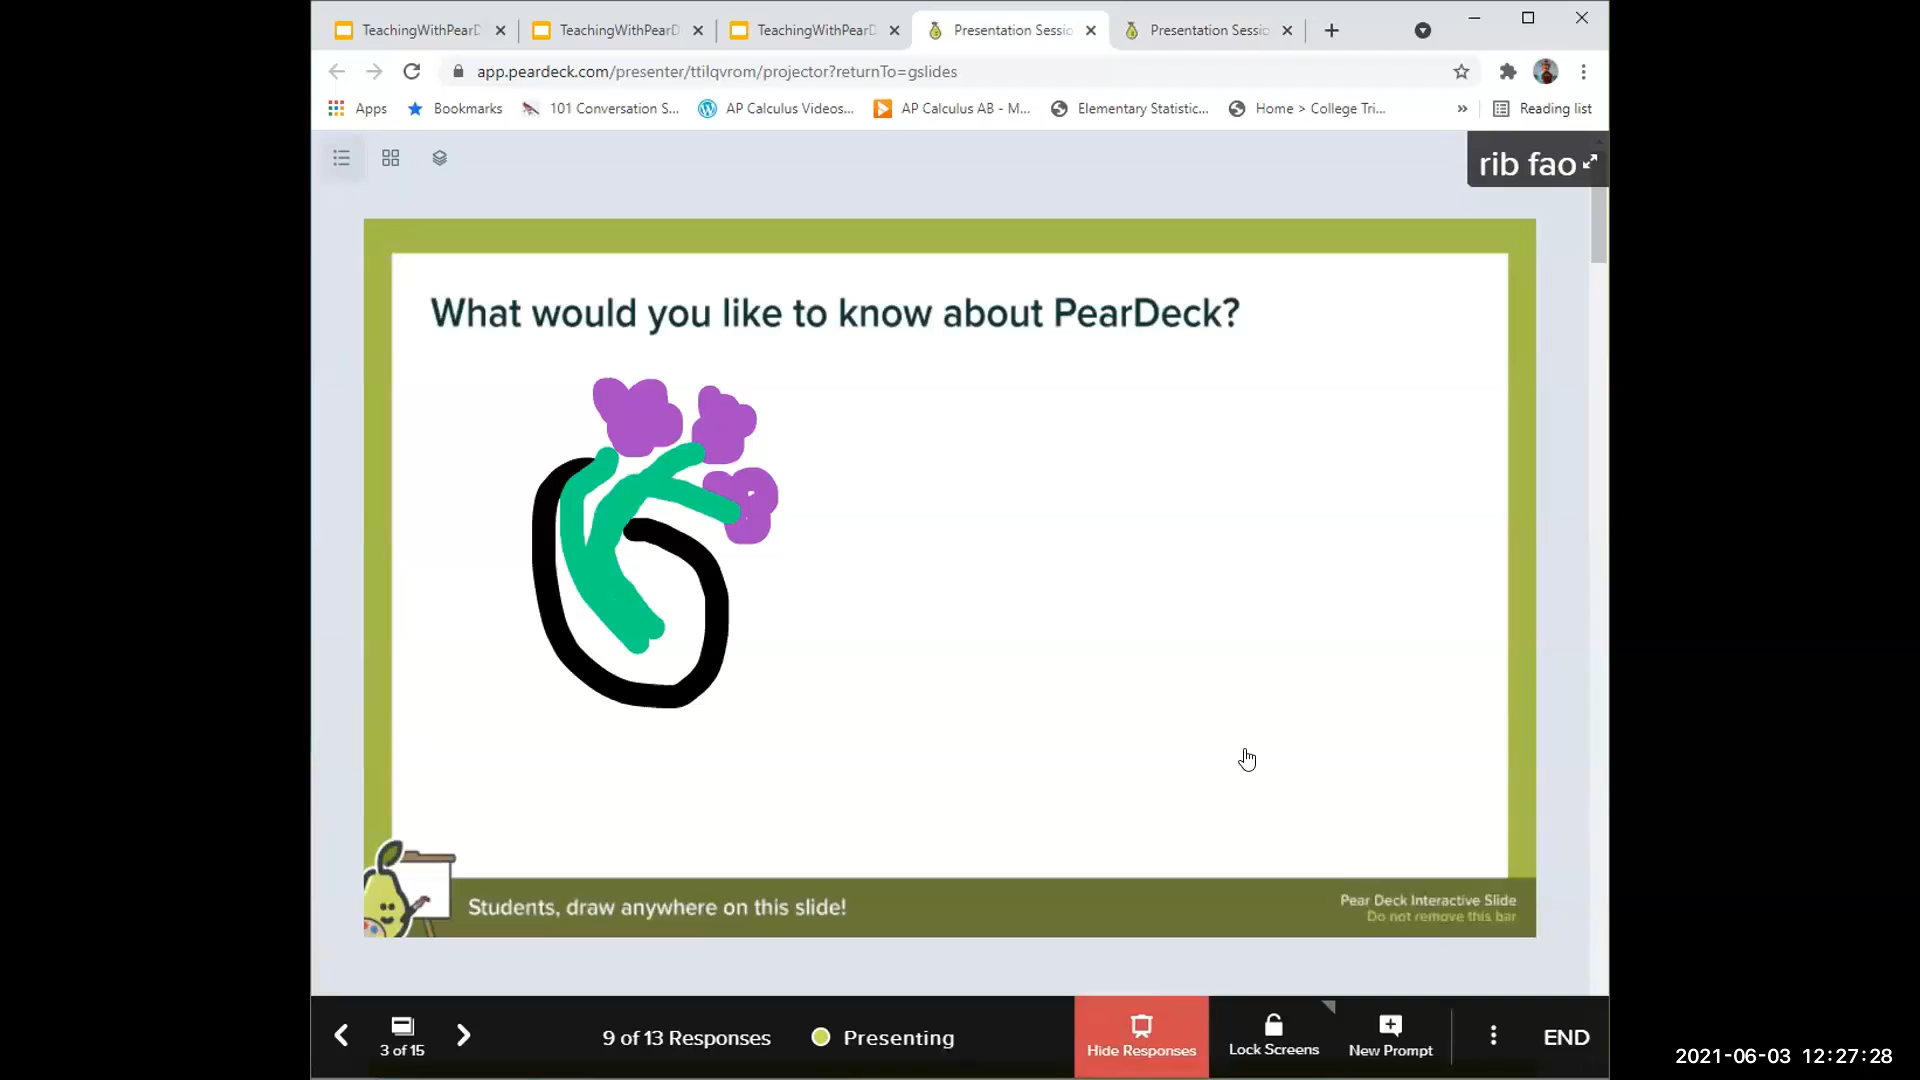 TeachingWithPearD
TeachingWithPearD
TeachingWithPearD
Presentation Sessio
Presentation Sessio
app.peardeck.com/presenter/ttilqvrom/projector?returnTo=gslides
Apps
Bookmarks
101 Conversation S...
AP Calculus Videos...
AP Calculus AB - M...
Elementary Statistic...
Home > College Tri...
»
Reading list
rib fao
What would you like to know about PearDeck?
Students, draw anywhere on this slide!
Pear Deck Interactive Slide
Do not remove this bar
3 of 15
9 of 13 Responses
Presenting
Hide Responses
Lock Screens
New Prompt
END
2021-06-03 12:27:28